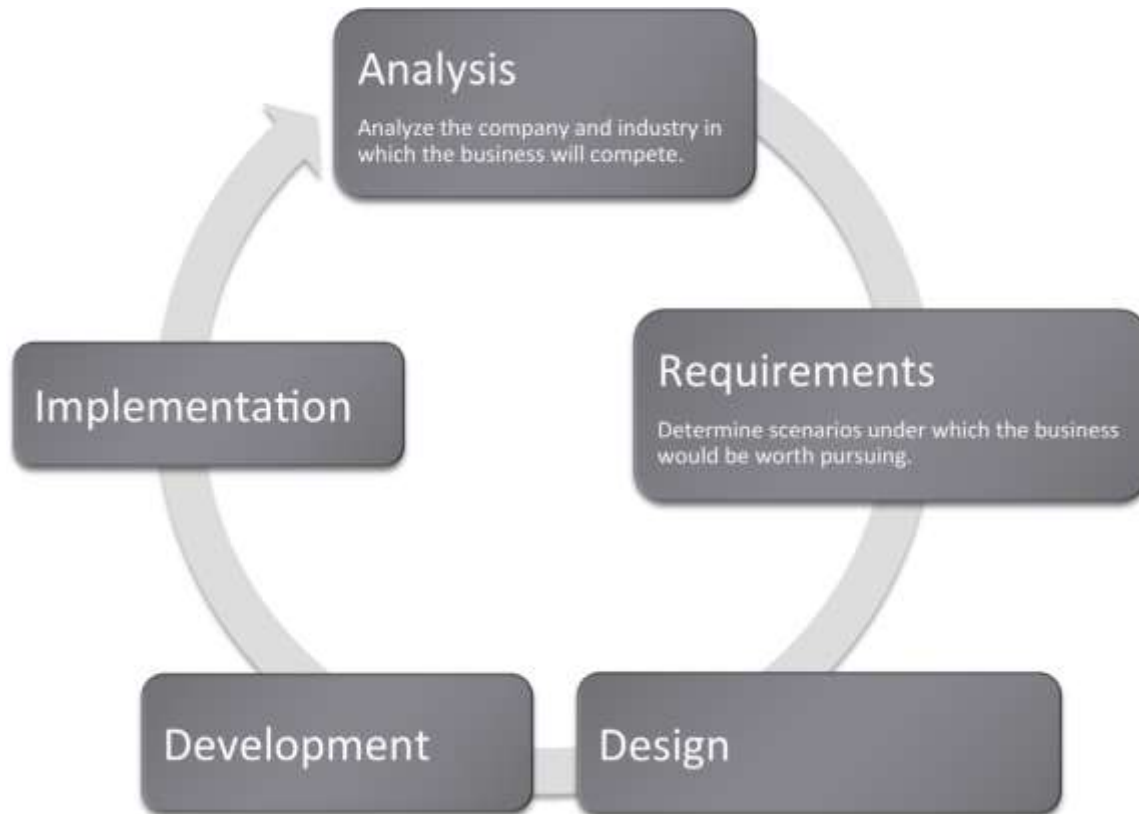 Analysis
Analyze the company and industry in
which the business will compete.
Requirements
Determine scenarios under which the business
would be worth pursuing.
Design
Development
Implementation